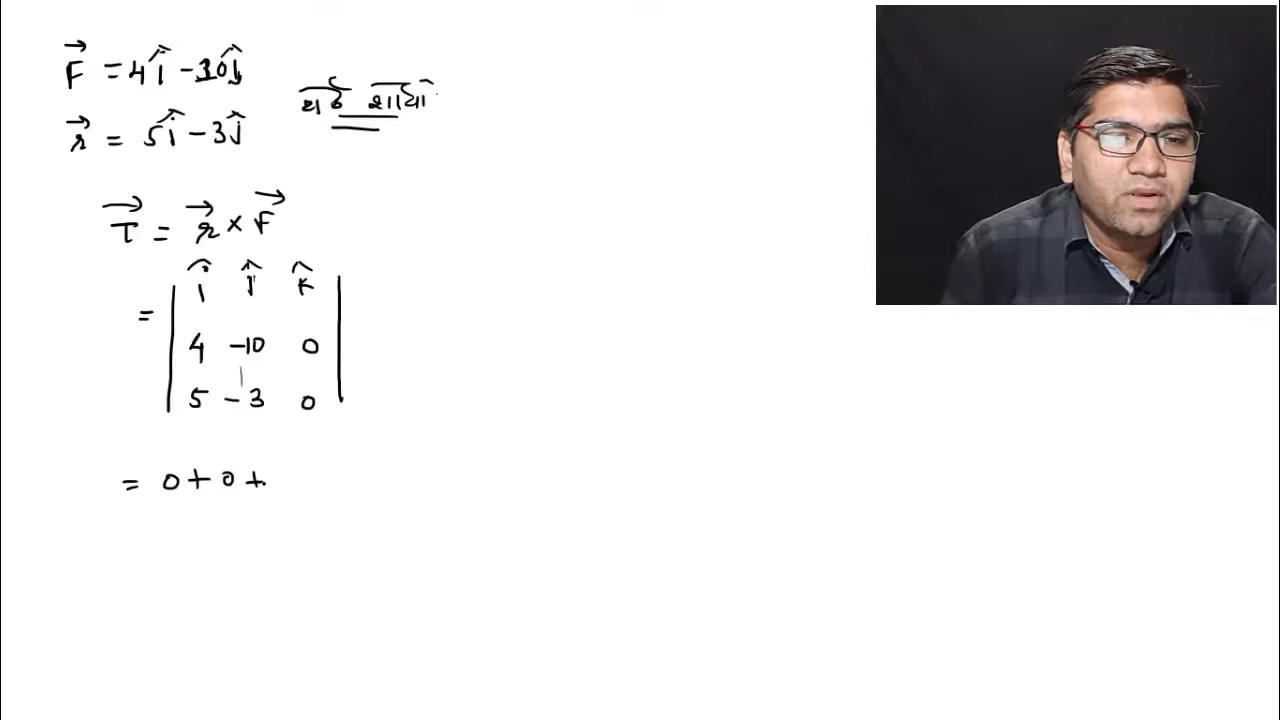 F⃗ = 4î -10ĵ
r⃗ = 5î - 3ĵ
τ⃗ = r⃗ × F⃗
= | î ĵ k̂ |
| 4 -10 0 |
| 5 -3 0 |
= 0 + 0 +